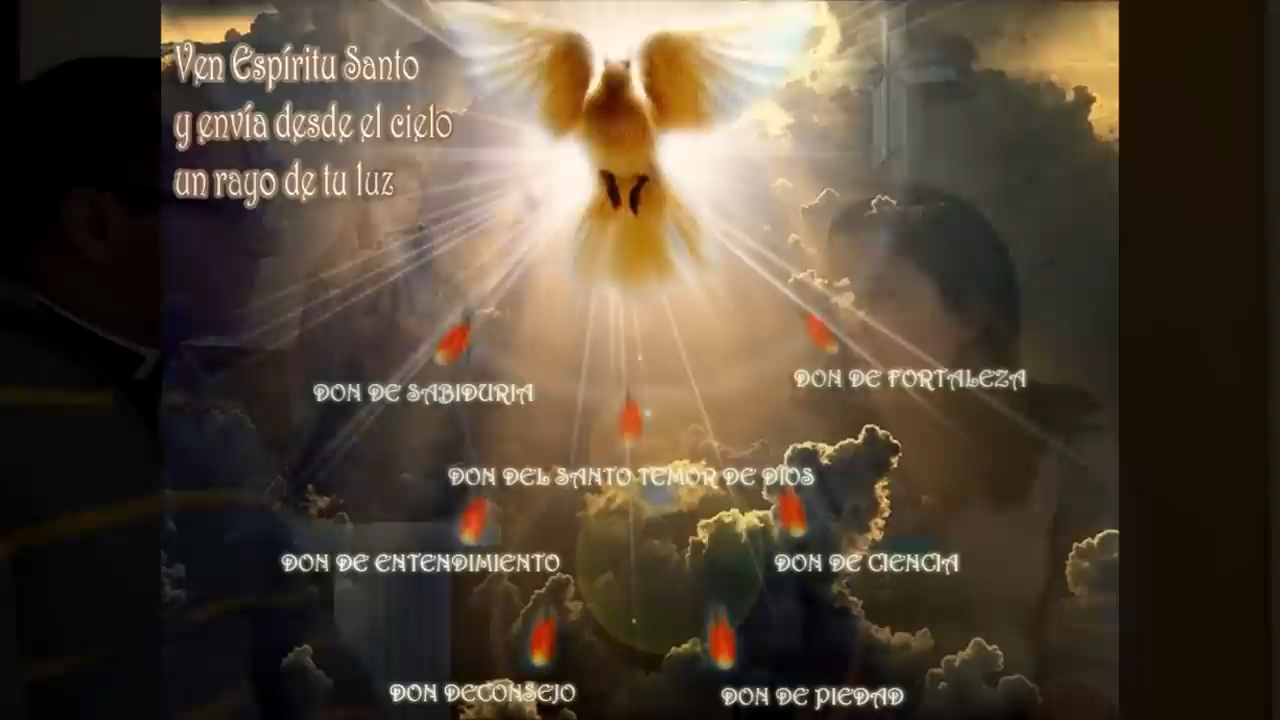 Ven Espíritu Santo
y envía desde el cielo
un rayo de tu luz
DON DE SABIDURIA
DON DE FORTALEZA
DON DEL SANTO TEMOR DE DIOS
DON DE ENTENDIMIENTO
DON DE CIENCIA
DON DECONSEJO
DON DE PIEDAD